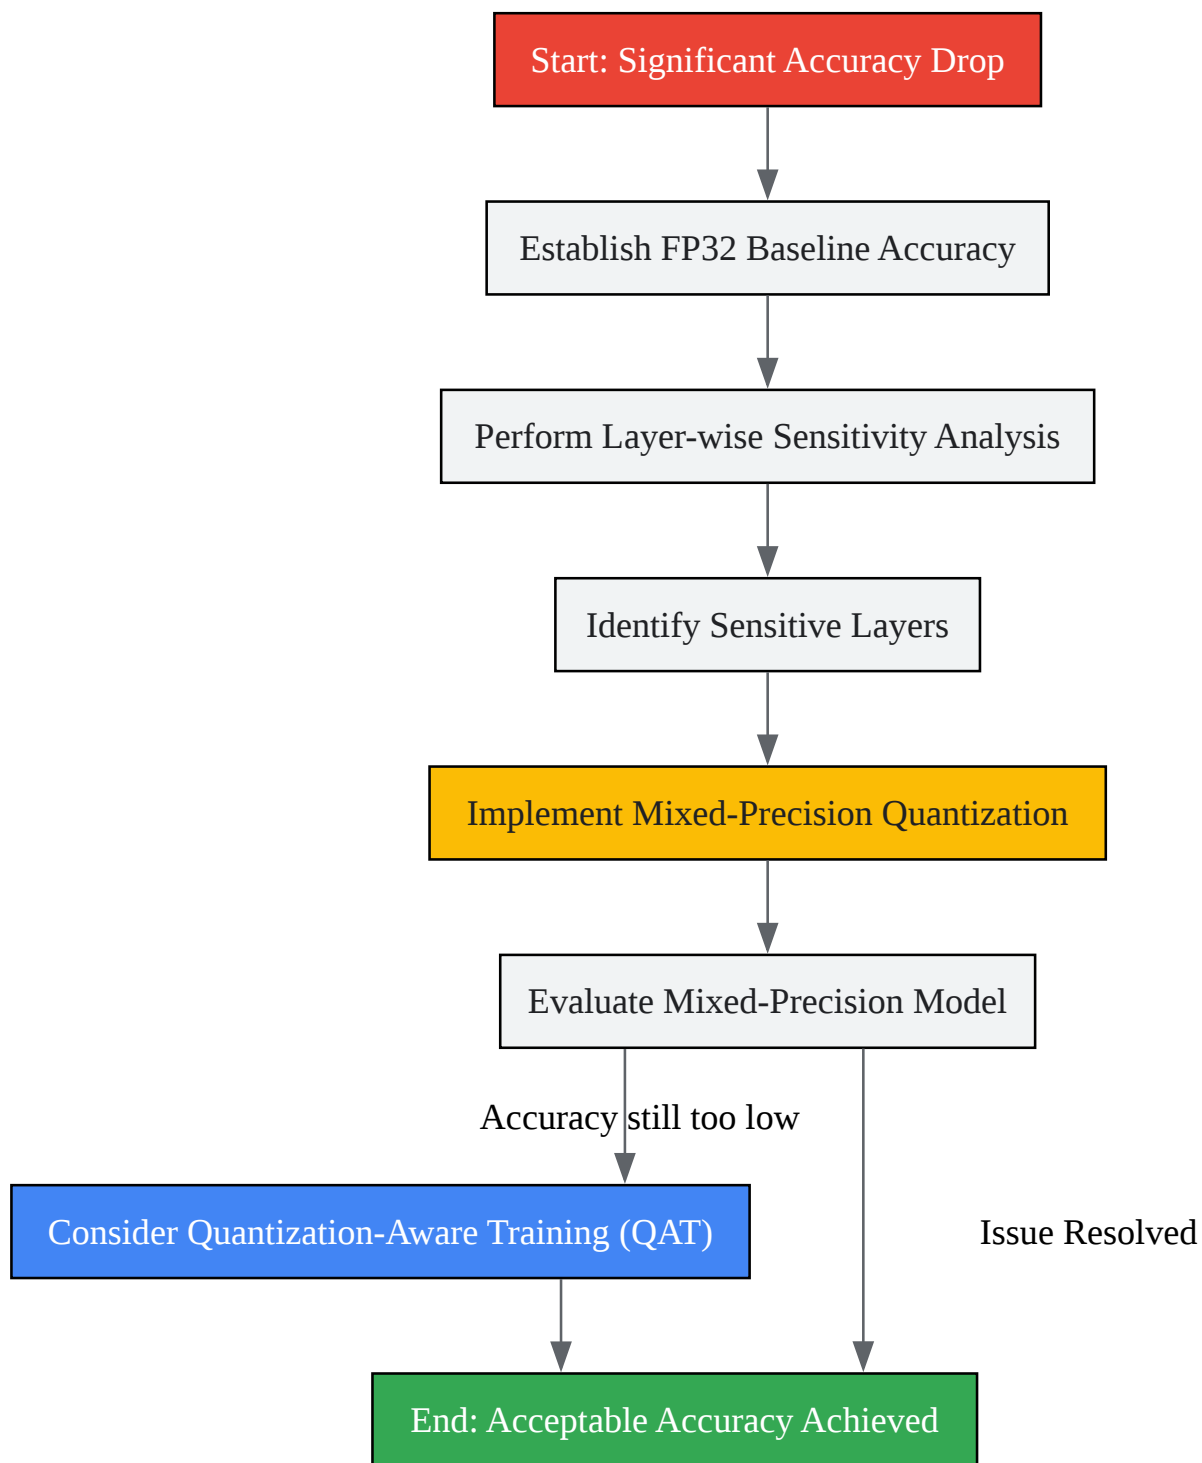 Start: Significant Accuracy Drop
Establish FP32 Baseline Accuracy
Perform Layer-wise Sensitivity Analysis
Identify Sensitive Layers
Implement Mixed-Precision Quantization
Evaluate Mixed-Precision Model
Accuracy still too low
Consider Quantization-Aware Training (QAT)
Issue Resolved
End: Acceptable Accuracy Achieved